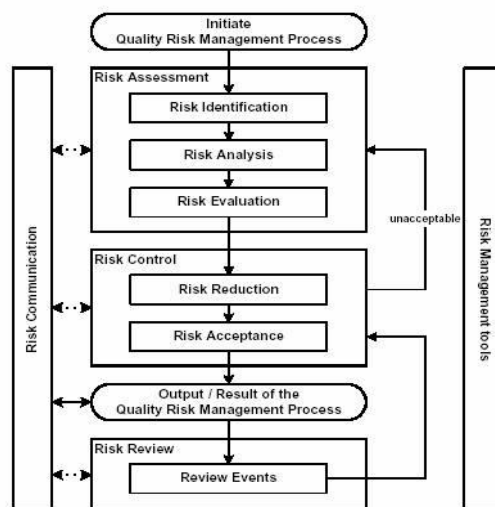 Initiate
Quality Risk Management Process
Risk Assessment
Risk Identification
Risk Analysis
Risk Evaluation
unacceptable
Risk Control
Risk Reduction
Risk Acceptance
Output / Result of the
Quality Risk Management Process
Risk Review
Review Events
Risk Communication
Risk Management tools